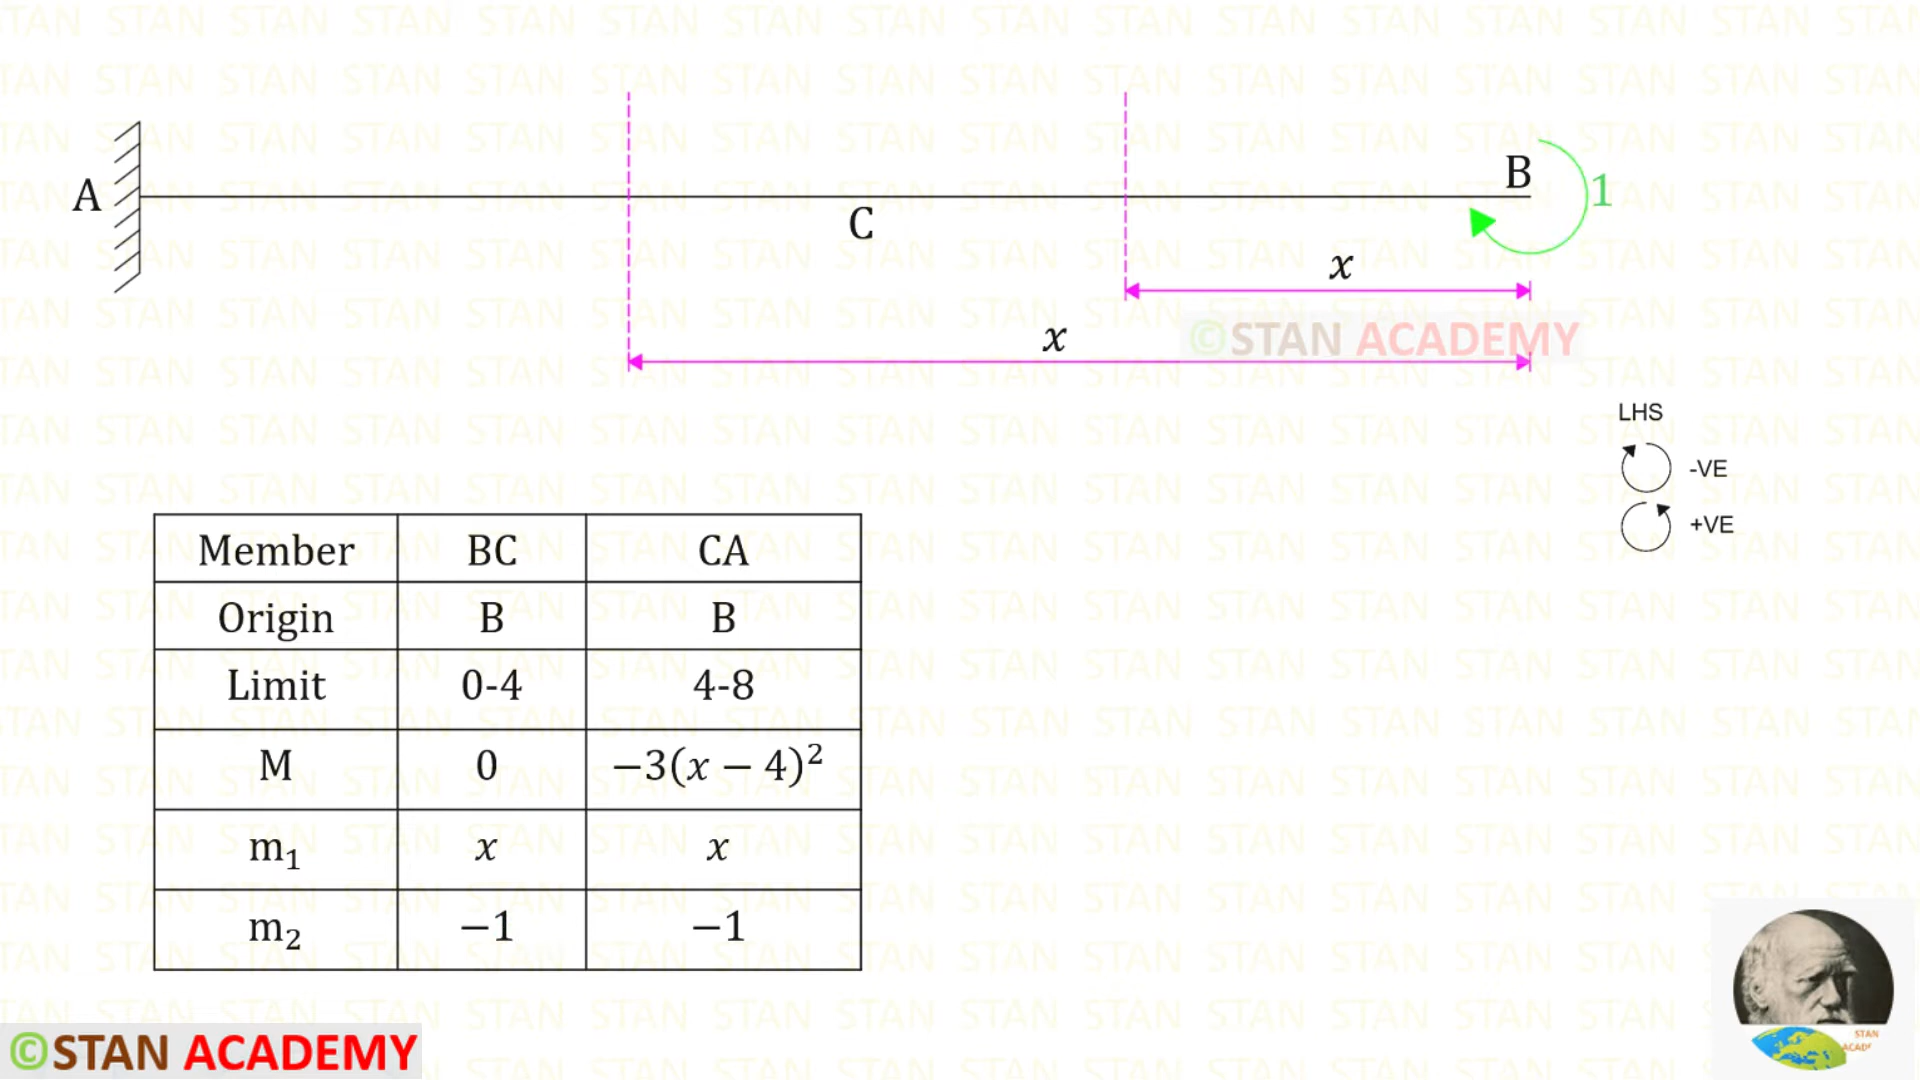 A
B
1
C
x
x
©STAN ACADEMY
LHS
-VE
+VE
Member BC CA
Origin B B
Limit 0-4 4-8
M 0 −3(x − 4)²
m₁ x x
m₂ −1 −1
©STAN ACADEMY